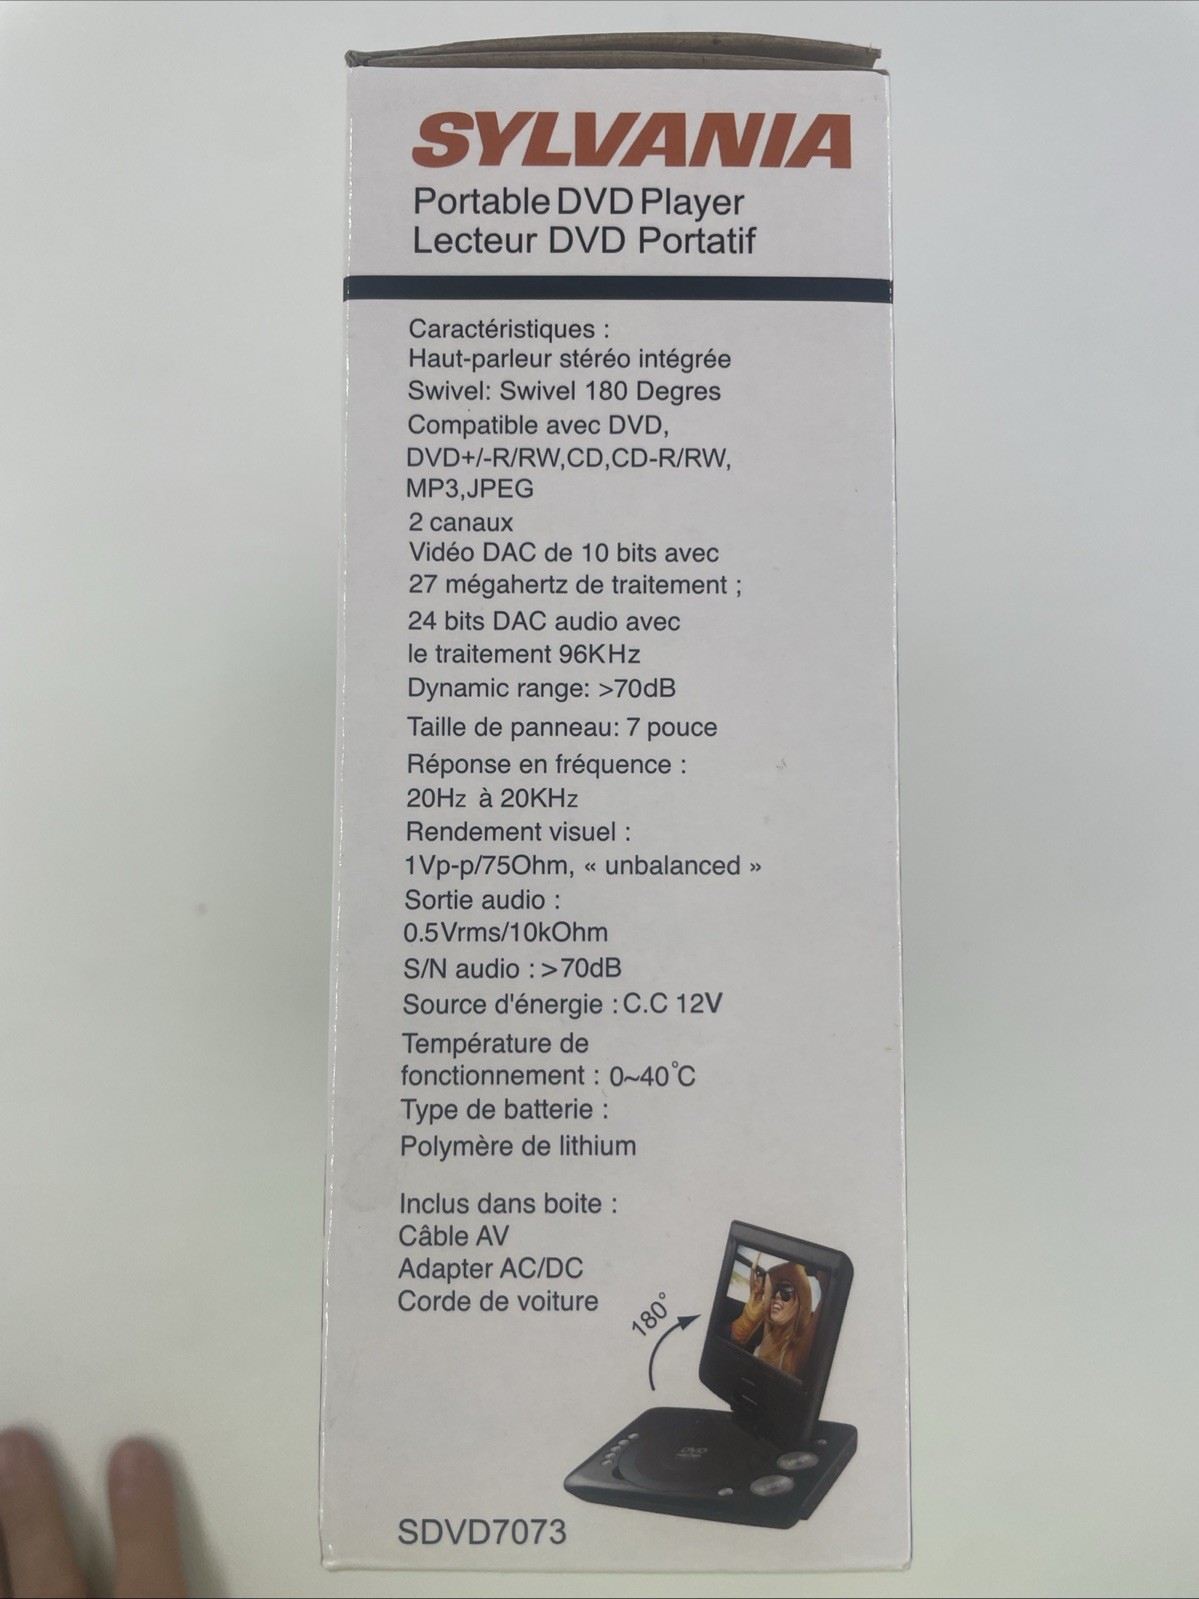 SYLVANIA
Portable DVD Player
Lecteur DVD Portatif
Caractéristiques :
Haut-parleur stéréo intégrée
Swivel: Swivel 180 Degres
Compatible avec DVD,
DVD+/-R/RW,CD,CD-R/RW,
MP3,JPEG
2 canaux
Vidéo DAC de 10 bits avec
27 mégahertz de traitement ;
24 bits DAC audio avec
le traitement 96KHz
Dynamic range: >70dB
Taille de panneau: 7 pouce
Réponse en fréquence :
20Hz à 20KHz
Rendement visuel :
1Vp-p/75Ohm, « unbalanced »
Sortie audio :
0.5Vrms/10kOhm
S/N audio : >70dB
Source d'énergie : C.C 12V
Température de
fonctionnement : 0~40°C
Type de batterie :
Polymère de lithium
Inclus dans boite :
Câble AV
Adapter AC/DC
Corde de voiture
180°
DVD
SDVD7073